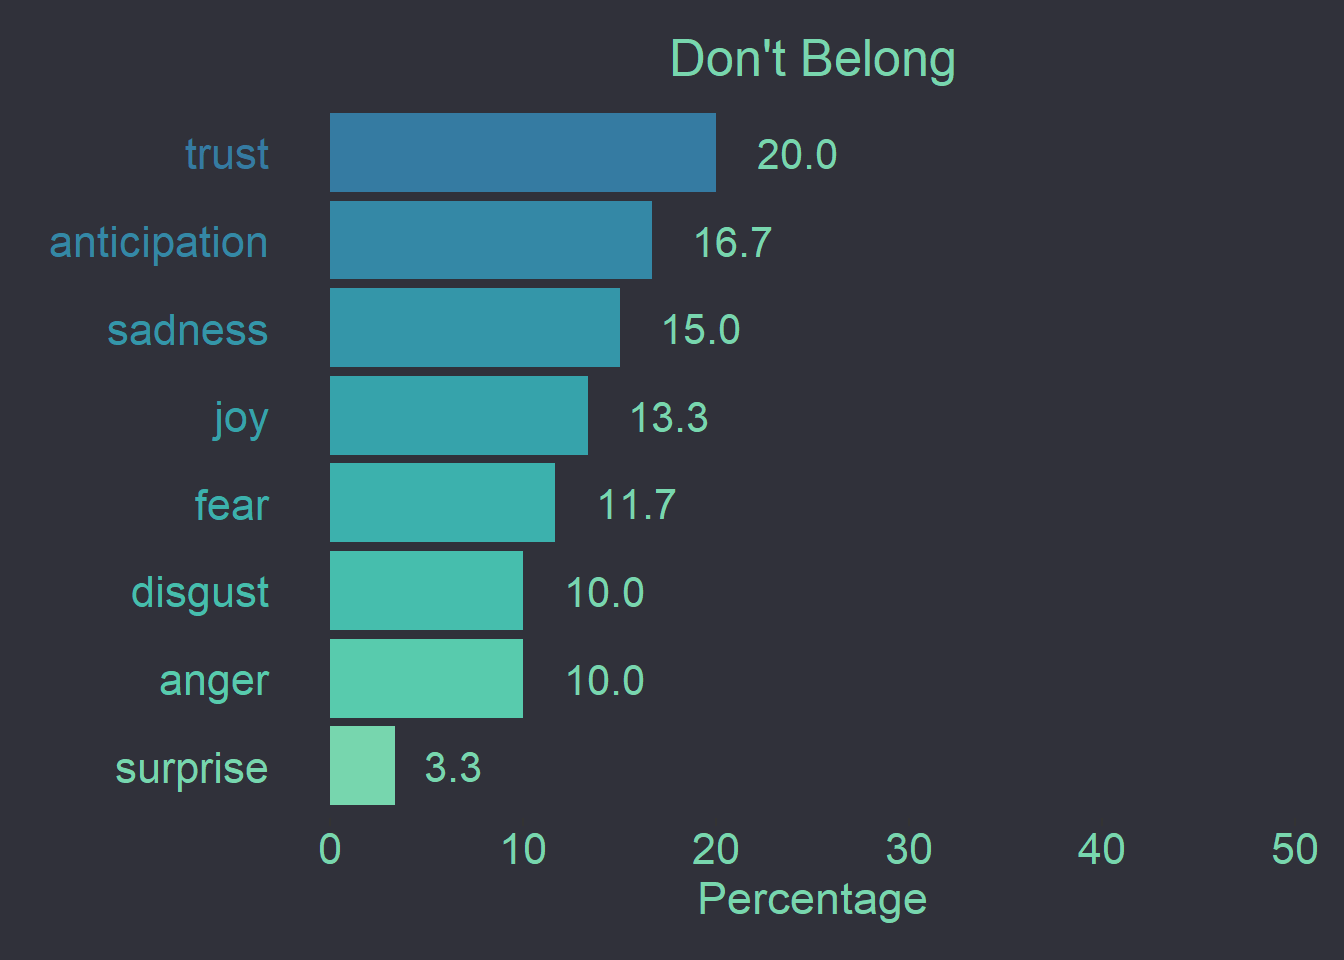 Don't Belong
trust 20.0
anticipation 16.7
sadness 15.0
joy 13.3
fear 11.7
disgust 10.0
anger 10.0
surprise 3.3
0 10 20 30 40 50
Percentage